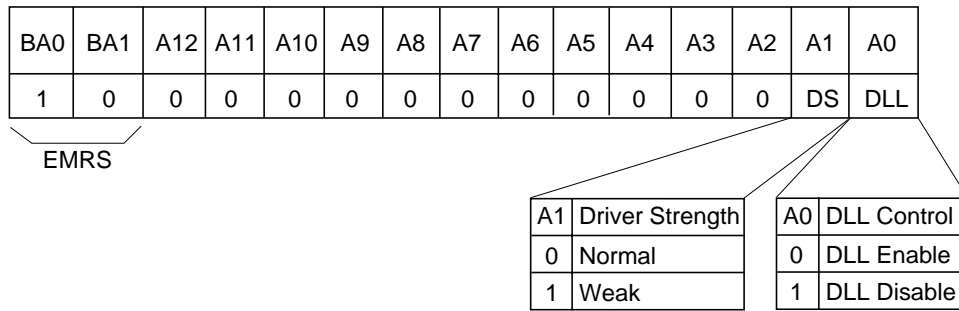 BA0 BA1 A12 A11 A10 A9 A8 A7 A6 A5 A4 A3 A2 A1 A0
1 0 0 0 0 0 0 0 0 0 0 0 0 DS DLL
EMRS
A1 Driver Strength
0 Normal
1 Weak
A0 DLL Control
0 DLL Enable
1 DLL Disable